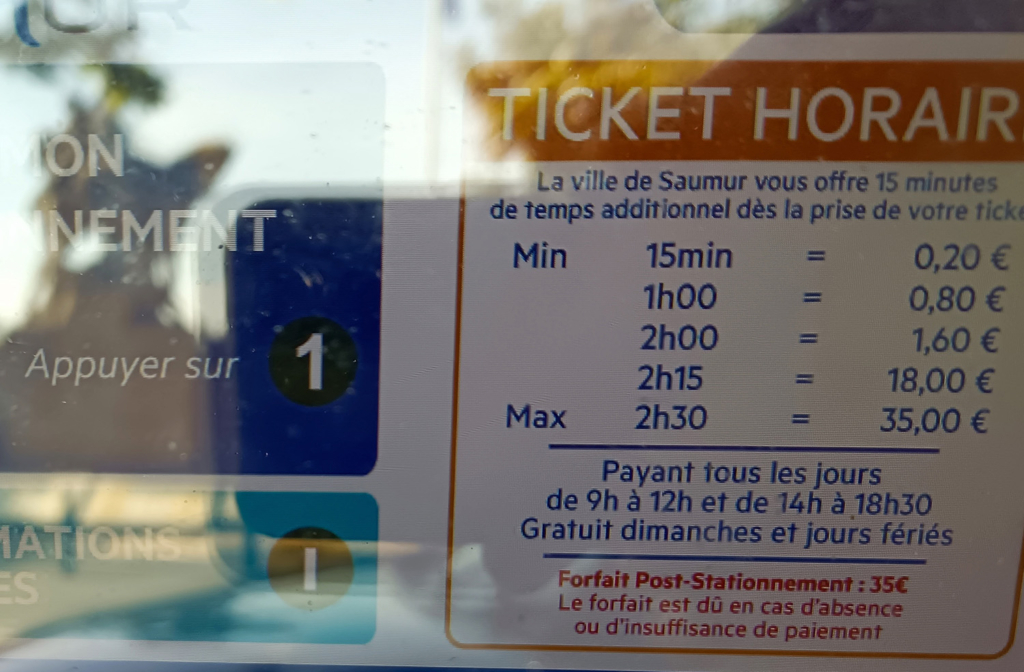 TICKET HORAIR
La ville de Saumur vous offre 15 minutes
de temps additionnel dès la prise de votre ticke
Min 15min = 0,20 €
1h00 = 0,80 €
2h00 = 1,60 €
2h15 = 18,00 €
Max 2h30 = 35,00 €
Payant tous les jours
de 9h à 12h et de 14h à 18h30
Gratuit dimanches et jours fériés
Forfait Post-Stationnement : 35€
Le forfait est dû en cas d'absence
ou d'insuffisance de paiement
ION
NNEMENT
Appuyer sur 1
MATIONS
ES
I